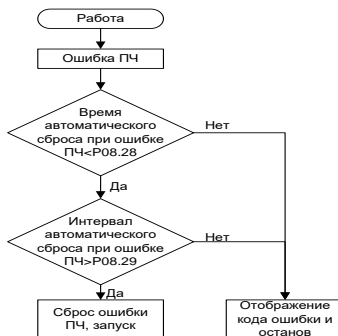 Работа
Ошибка ПЧ
Время
автоматического
сброса при ошибке
ПЧ<P08.28
Нет
Да
Интервал
автоматического
сброса при ошибке
ПЧ>P08.29
Нет
Да
Сброс ошибки
ПЧ, запуск
Отображение
кода ошибки и
останов